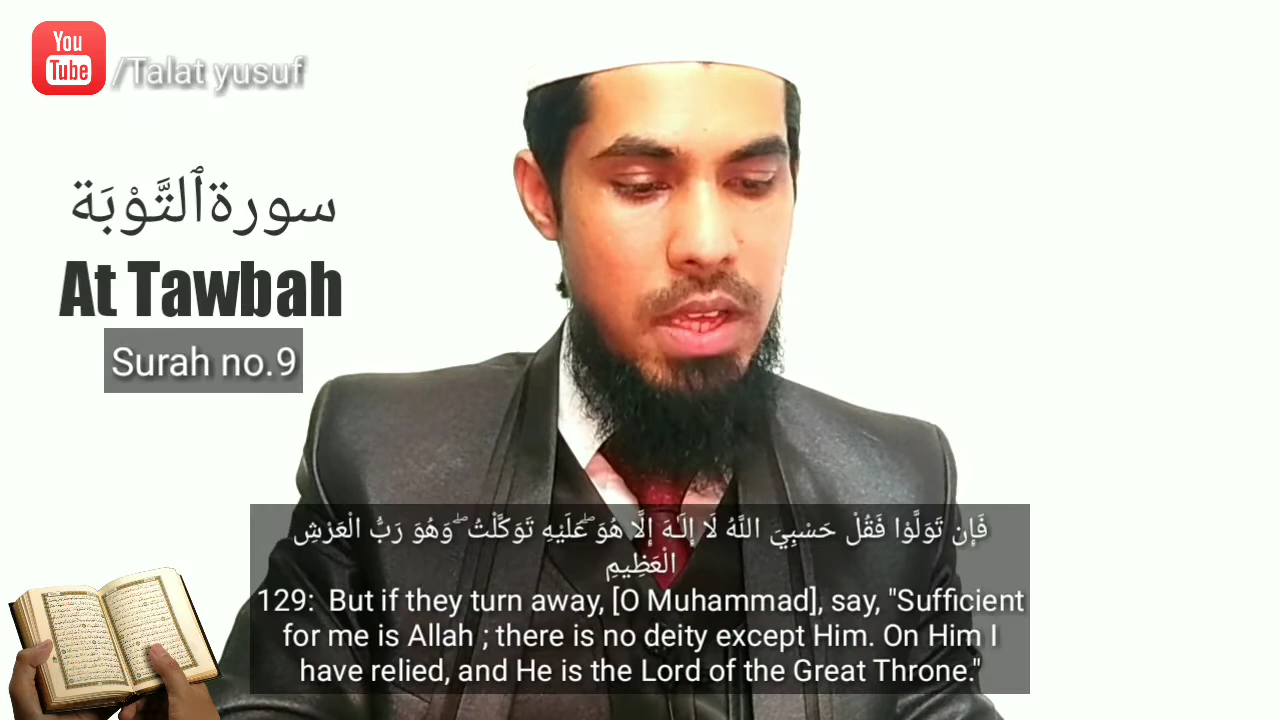 You
Tube
/Talat yusuf
سورة ٱلتَّوْبَة
At Tawbah
Surah no.9
فَإِن تَوَلَّوْا فَقُلْ حَسْبِيَ اللَّهُ لَا إِلَـٰهَ إِلَّا هُوَ ۖ عَلَيْهِ تَوَكَّلْتُ ۖ وَهُوَ رَبُّ الْعَرْشِ
الْعَظِيمِ
129:  But if they turn away, [O Muhammad], say, "Sufficient
for me is Allah ; there is no deity except Him. On Him I
have relied, and He is the Lord of the Great Throne."